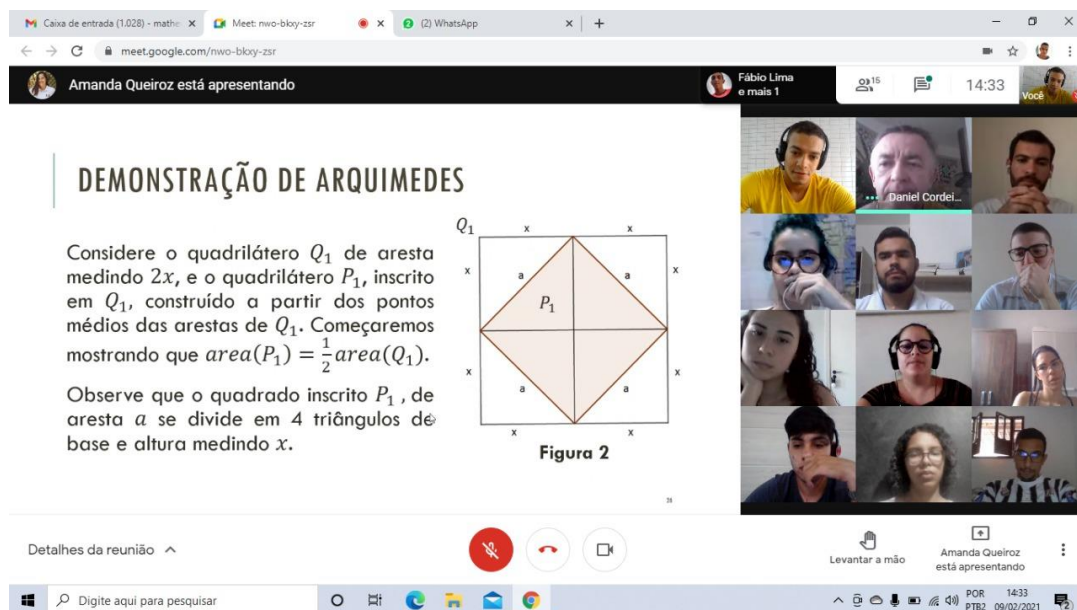 Caixa de entrada (1.028) - mathe
Meet: nwo-bkxy-zsr
(2) WhatsApp
meet.google.com/nwo-bkxy-zsr
Amanda Queiroz está apresentando
Fábio Lima
e mais 1
15
14:33
Você
DEMONSTRAÇÃO DE ARQUIMEDES
Considere o quadrilátero Q₁ de aresta
medindo 2x, e o quadrilátero P₁, inscrito
em Q₁, construído a partir dos pontos
médios das arestas de Q₁. Começaremos
mostrando que area(P₁) = 1/2 area(Q₁).
Observe que o quadrado inscrito P₁ , de
aresta a se divide em 4 triângulos de
base e altura medindo x.
Q₁
x x
x x
a a
P₁
x x
a a
x x
Figura 2
28
Daniel Cordei...
Detalhes da reunião
Levantar a mão
Amanda Queiroz
está apresentando
Digite aqui para pesquisar
POR
PTB2
14:33
09/02/2021
2